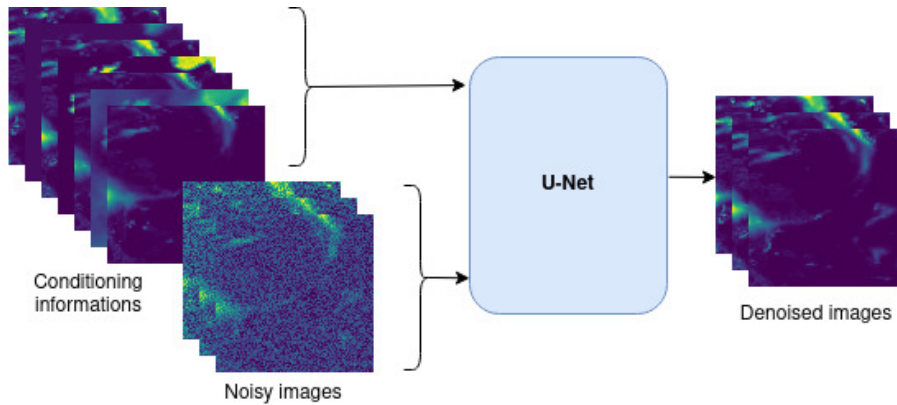 Conditioning
informations
Noisy images
U-Net
Denoised images